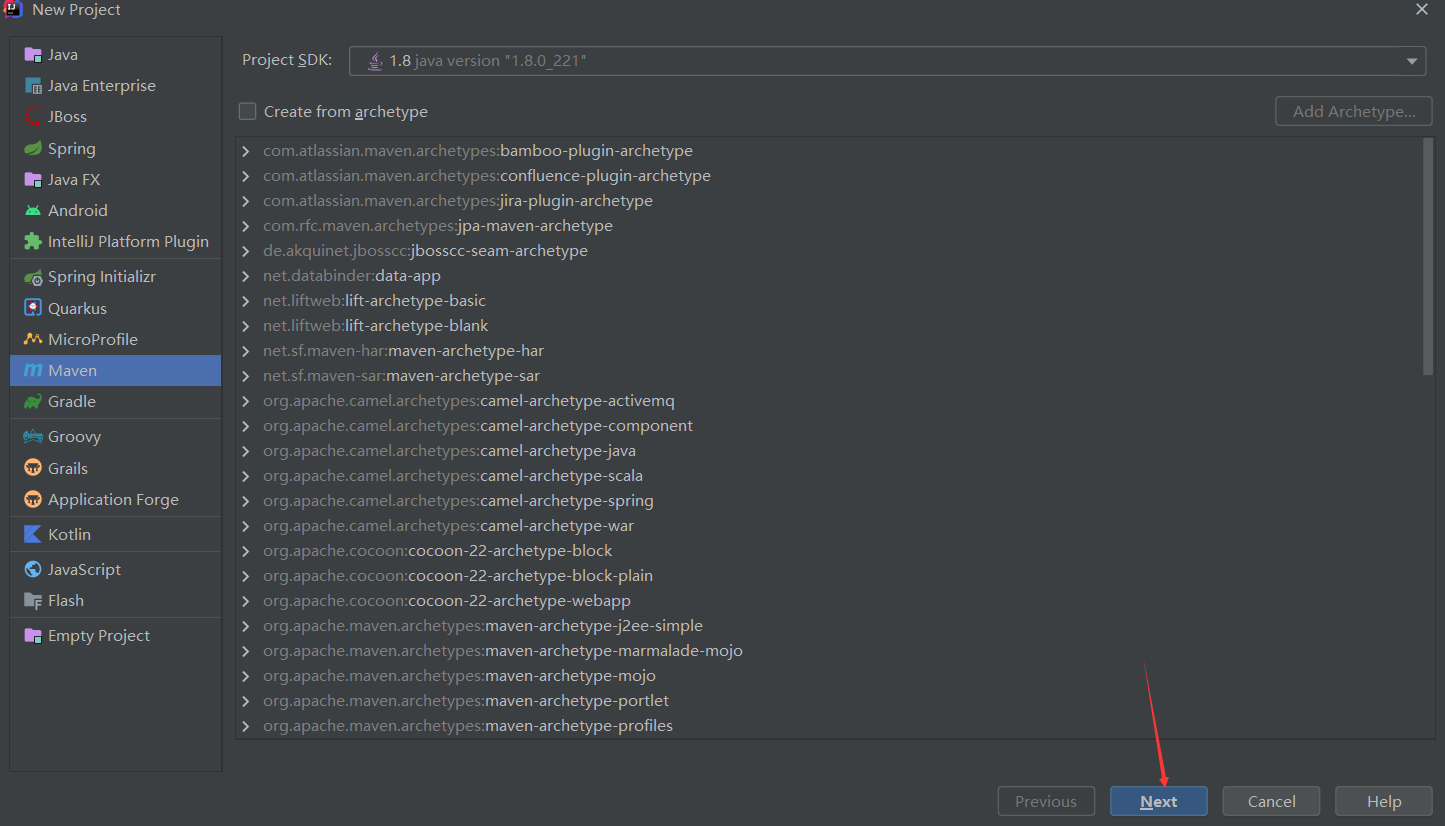 New Project
Java
Java Enterprise
JBoss
Spring
Java FX
Android
IntelliJ Platform Plugin
Spring Initializr
Quarkus
MicroProfile
Maven
Gradle
Groovy
Grails
Application Forge
Kotlin
JavaScript
Flash
Empty Project
Project SDK: 1.8 java version "1.8.0_221"
Create from archetype Add Archetype...
com.atlassian.maven.archetypes:bamboo-plugin-archetype
com.atlassian.maven.archetypes:confluence-plugin-archetype
com.atlassian.maven.archetypes:jira-plugin-archetype
com.rfc.maven.archetypes:jpa-maven-archetype
de.akquinet.jbosscc:jbosscc-seam-archetype
net.databinder:data-app
net.liftweb:lift-archetype-basic
net.liftweb:lift-archetype-blank
net.sf.maven-har:maven-archetype-har
net.sf.maven-sar:maven-archetype-sar
org.apache.camel.archetypes:camel-archetype-activemq
org.apache.camel.archetypes:camel-archetype-component
org.apache.camel.archetypes:camel-archetype-java
org.apache.camel.archetypes:camel-archetype-scala
org.apache.camel.archetypes:camel-archetype-spring
org.apache.camel.archetypes:camel-archetype-war
org.apache.cocoon:cocoon-22-archetype-block
org.apache.cocoon:cocoon-22-archetype-block-plain
org.apache.cocoon:cocoon-22-archetype-webapp
org.apache.maven.archetypes:maven-archetype-j2ee-simple
org.apache.maven.archetypes:maven-archetype-marmalade-mojo
org.apache.maven.archetypes:maven-archetype-mojo
org.apache.maven.archetypes:maven-archetype-portlet
org.apache.maven.archetypes:maven-archetype-profiles
Previous Next Cancel Help